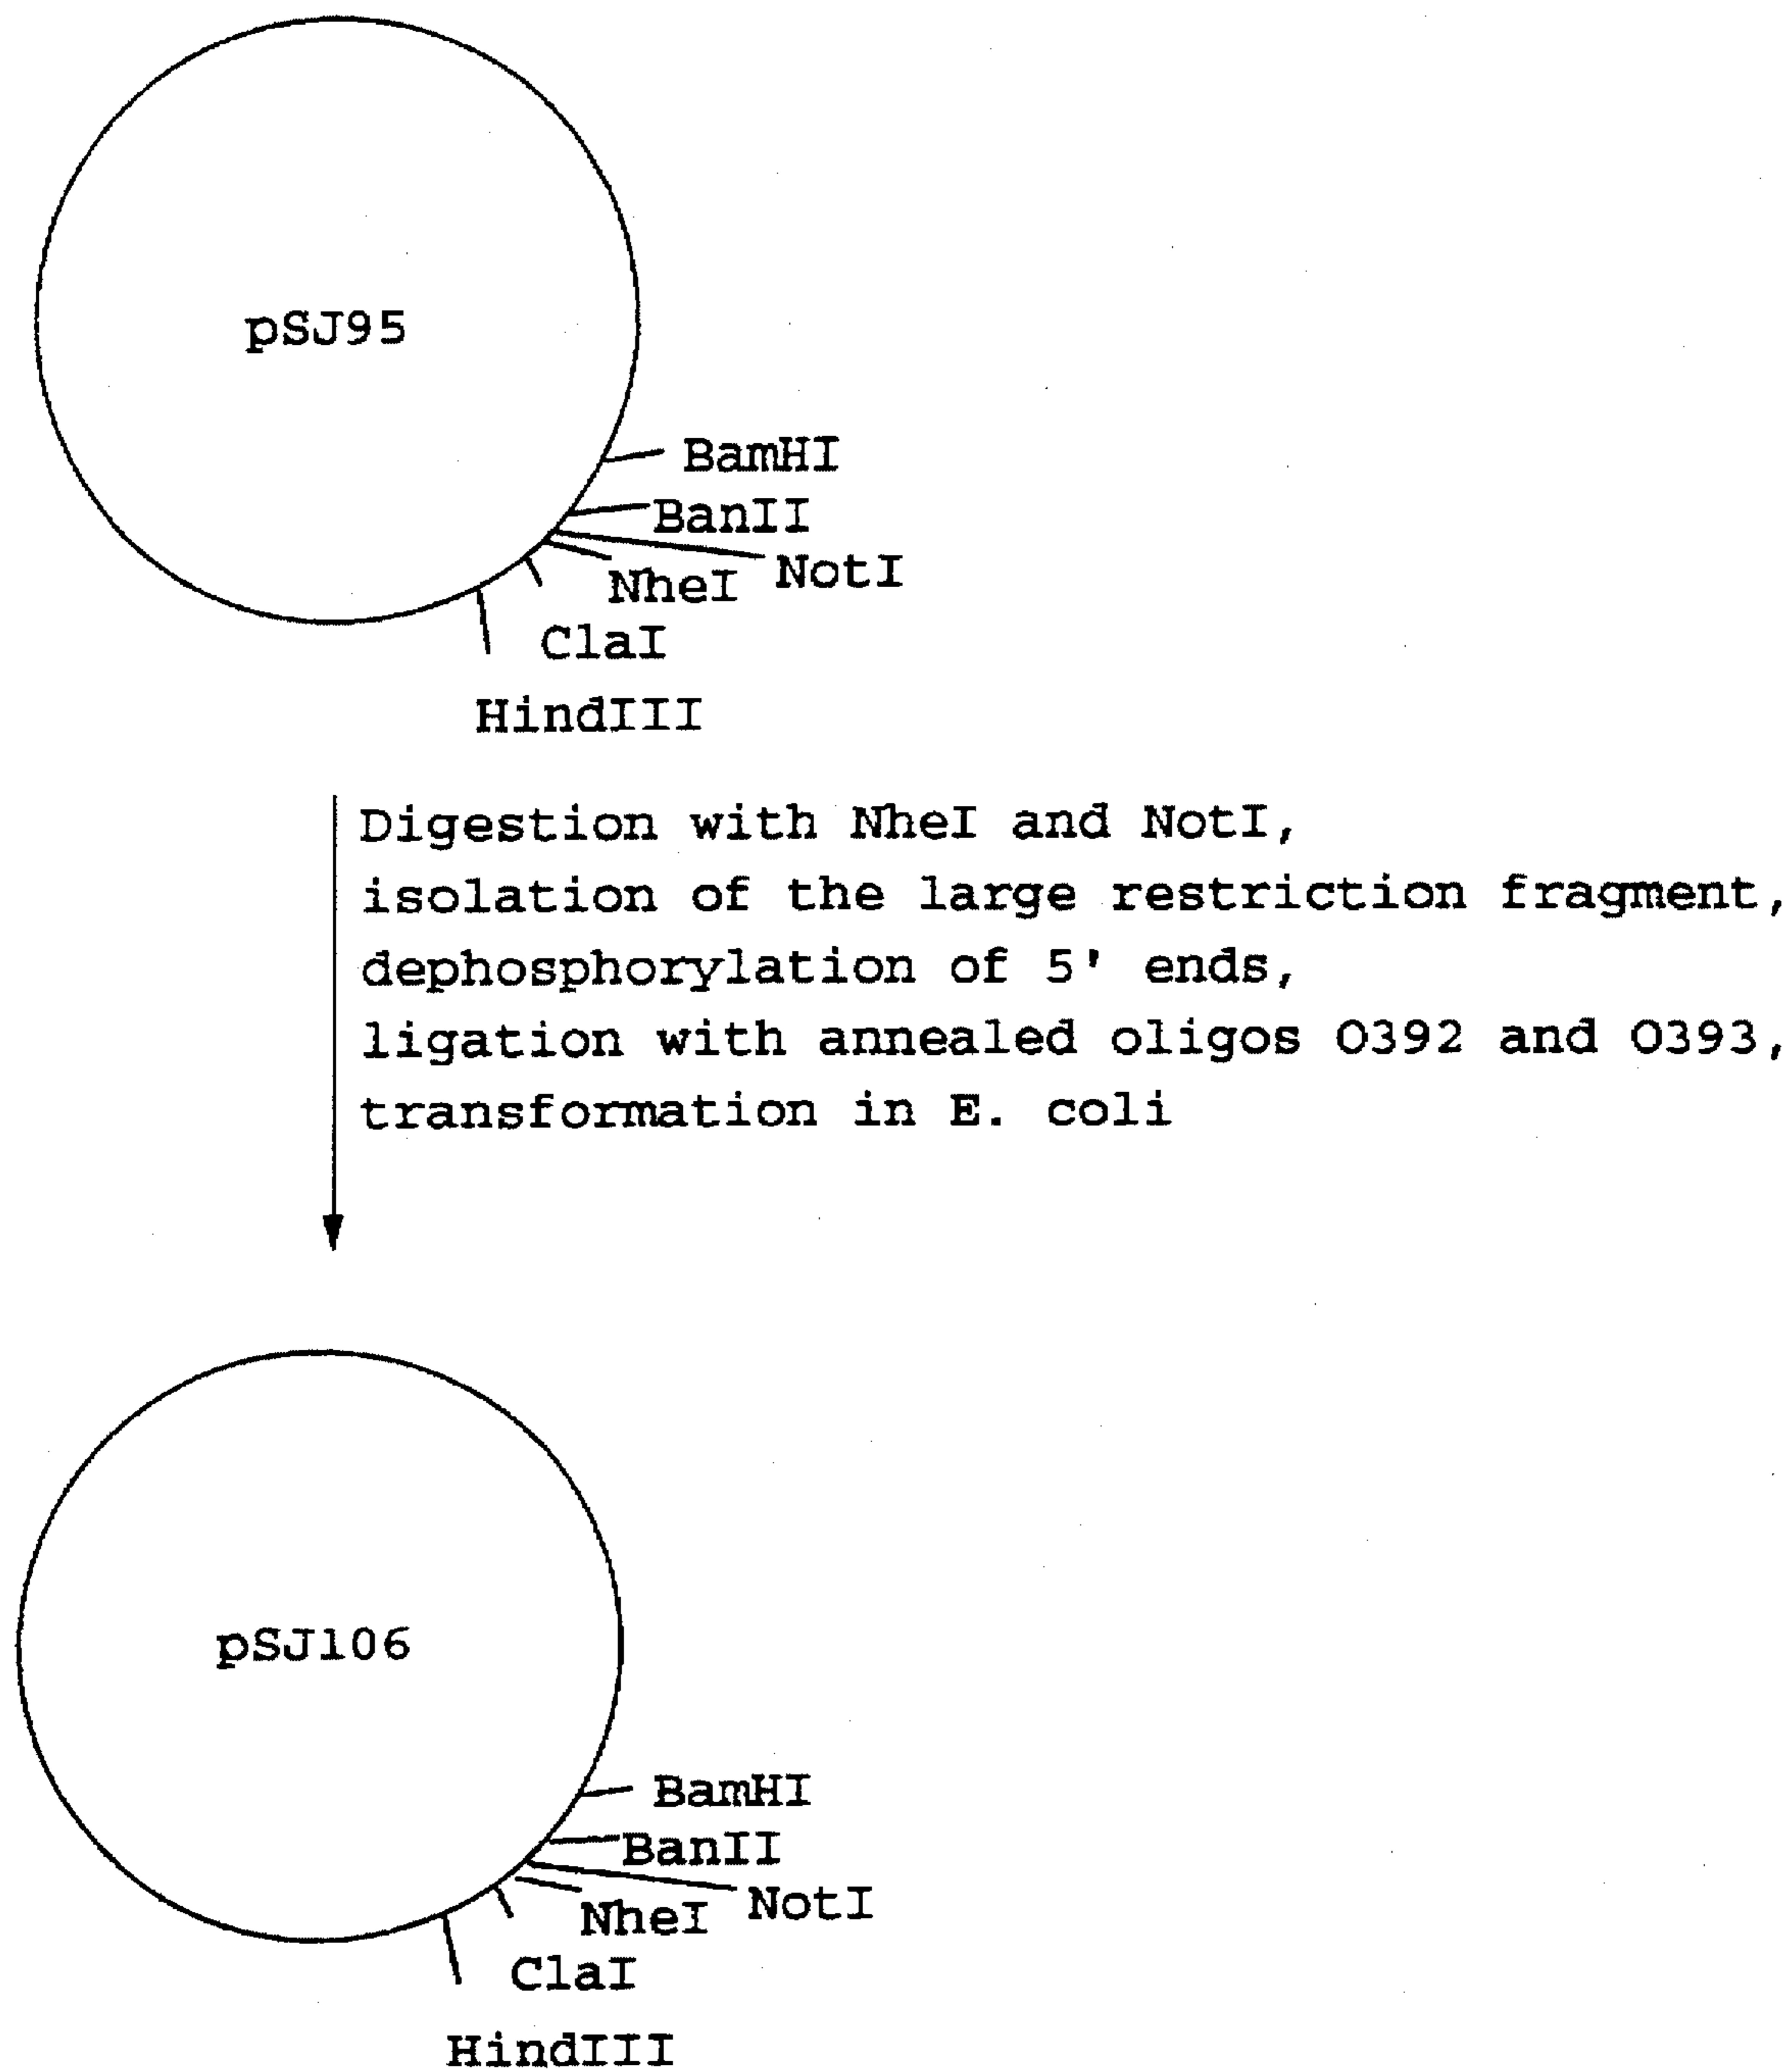 pSJ95
BamHI
BanII
NotI
NheI
ClaI
HindIII
Digestion with NheI and NotI,
isolation of the large restriction fragment,
dephosphorylation of 5' ends,
ligation with annealed oligos O392 and O393,
transformation in E. coli
pSJ106
BamHI
BanII
NotI
NheI
ClaI
HindIII